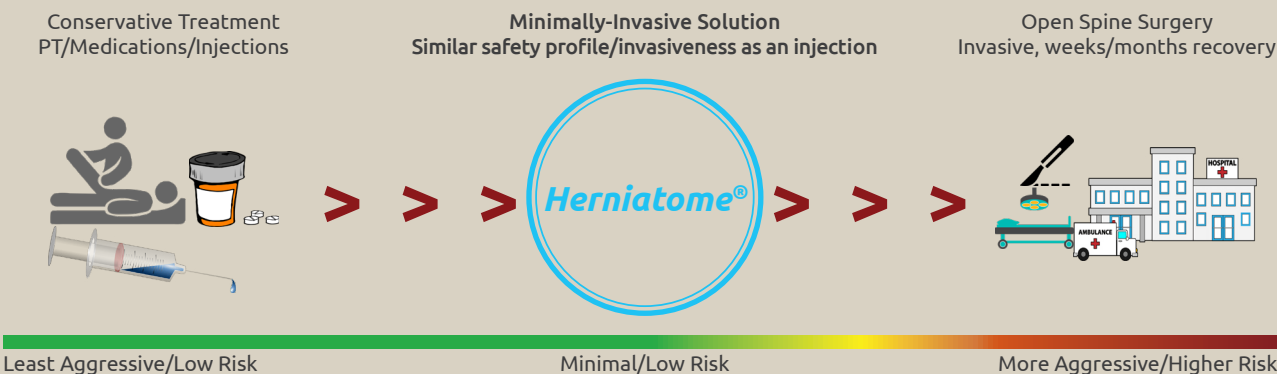 Conservative Treatment
PT/Medications/Injections
Minimally-Invasive Solution
Similar safety profile/invasiveness as an injection
Open Spine Surgery
Invasive, weeks/months recovery
> > >
Herniatome®
> > >
HOSPITAL
AMBULANCE
Least Aggressive/Low Risk
Minimal/Low Risk
More Aggressive/Higher Risk